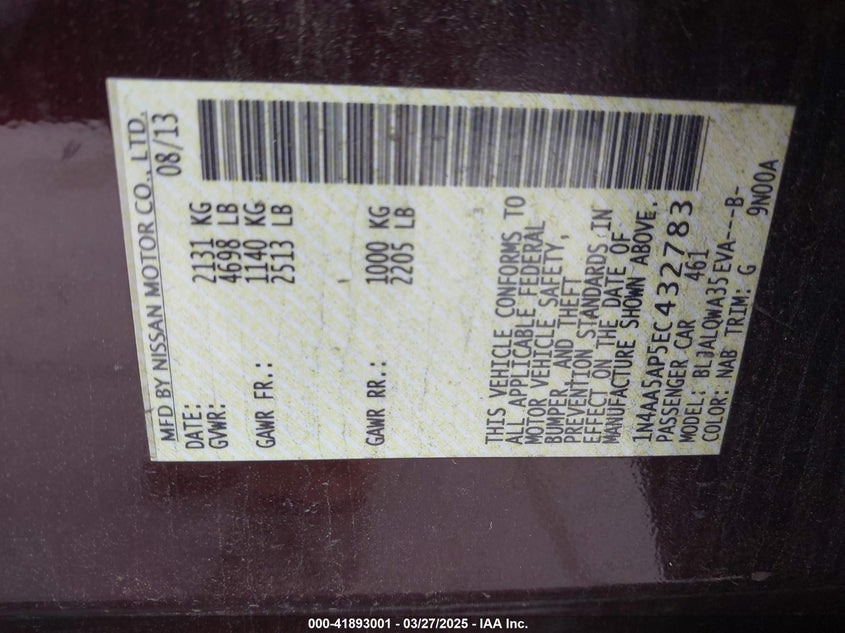 MFD BY NISSAN MOTOR CO., LTD.
DATE: 08/13
GVWR: 2131 KG
4698 LB
GAWR FR.: 1140 KG
2513 LB
GAWR RR.: 1000 KG
2205 LB
THIS VEHICLE CONFORMS TO
ALL APPLICABLE FEDERAL
MOTOR VEHICLE SAFETY,
BUMPER, AND THEFT
PREVENTION STANDARDS IN
EFFECT ON THE DATE OF
MANUFACTURE SHOWN ABOVE.
1N4AA5AP5EC432783
PASSENGER CAR 461
MODEL: BLJALQWA35EVA---B-
COLOR: NAB TRIM: G 9N00A
000-41893001 - 03/27/2025 - IAA Inc.